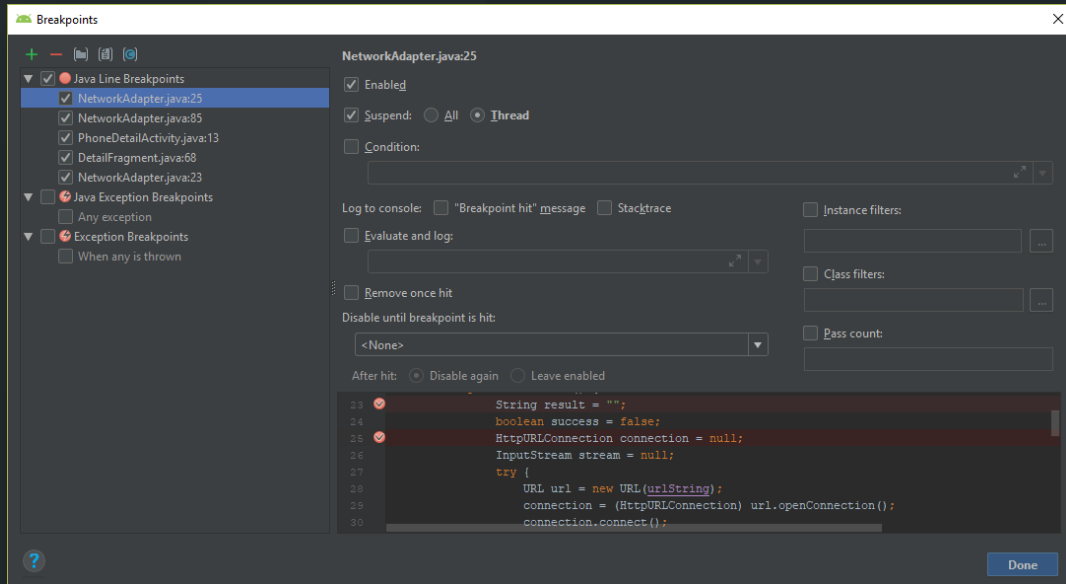 Breakpoints
Java Line Breakpoints
NetworkAdapter.java:25
NetworkAdapter.java:85
PhoneDetailActivity.java:13
DetailFragment.java:68
NetworkAdapter.java:23
Java Exception Breakpoints
Any exception
Exception Breakpoints
When any is thrown
NetworkAdapter.java:25
Enabled
Suspend: All Thread
Condition:
Log to console: "Breakpoint hit" message Stacktrace
Evaluate and log:
Remove once hit
Disable until breakpoint is hit:
<None>
After hit: Disable again Leave enabled
Instance filters:
...
Class filters:
...
Pass count:
23 String result = "";
24 boolean success = false;
25 HttpURLConnection connection = null;
26 InputStream stream = null;
27 try {
28 URL url = new URL(urlString);
29 connection = (HttpURLConnection) url.openConnection();
30 connection.connect();
?
Done